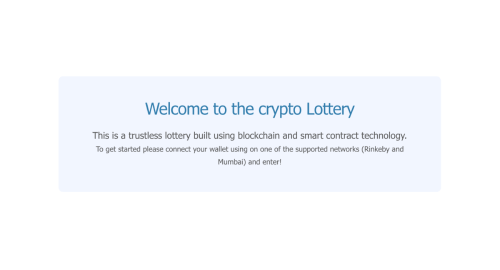 Welcome to the crypto Lottery
This is a trustless lottery built using blockchain and smart contract technology.
To get started please connect your wallet using on one of the supported networks (Rinkeby and
Mumbai) and enter!